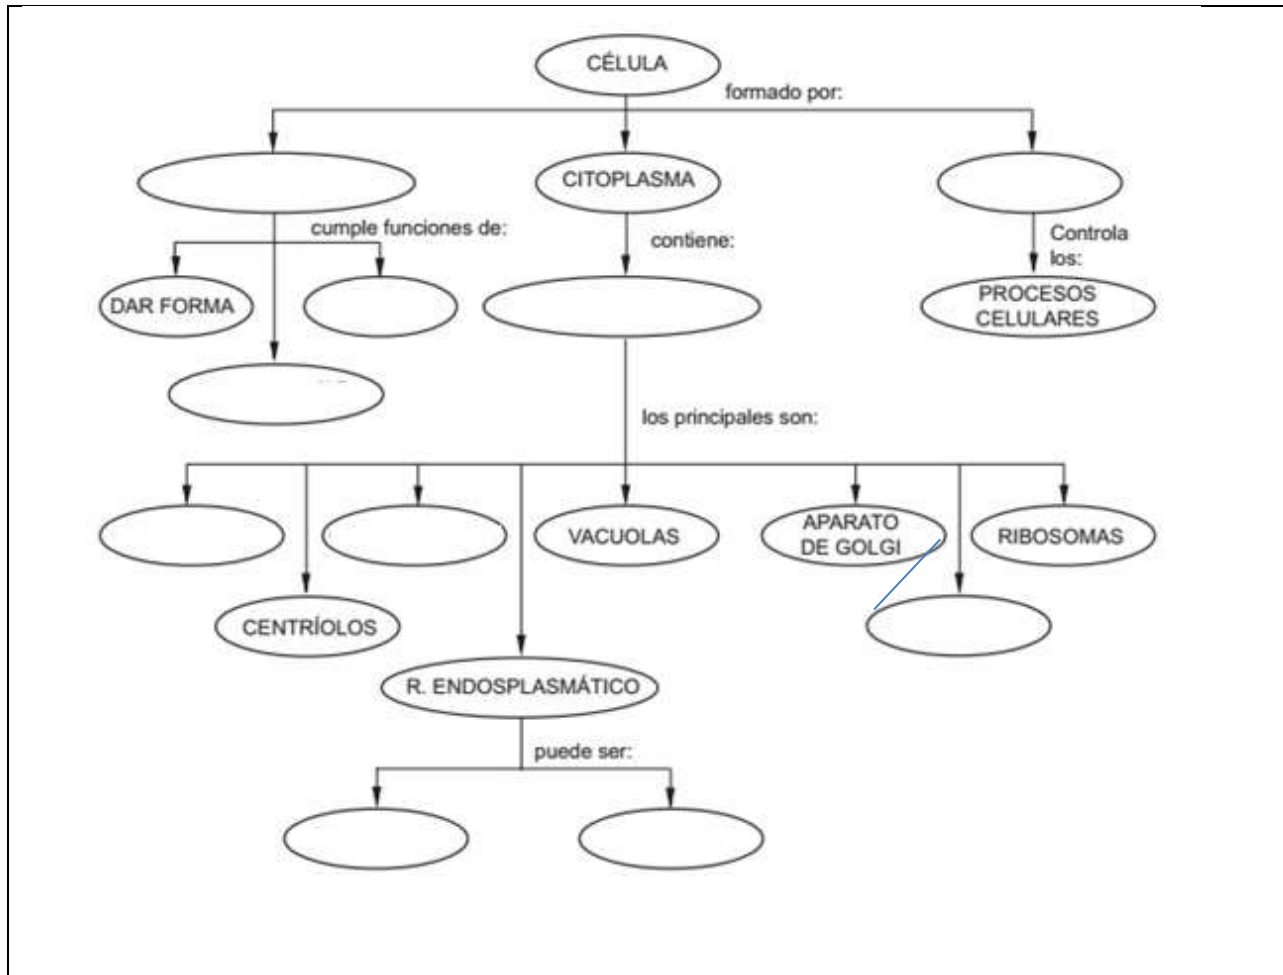 CÉLULA
formado por:
CITOPLASMA
cumple funciones de:
contiene:
Controla
los:
DAR FORMA
PROCESOS
CELULARES
los principales son:
VACUOLAS
APARATO
DE GOLGI
RIBOSOMAS
CENTRÍOLOS
R. ENDOSPLASMÁTICO
puede ser: